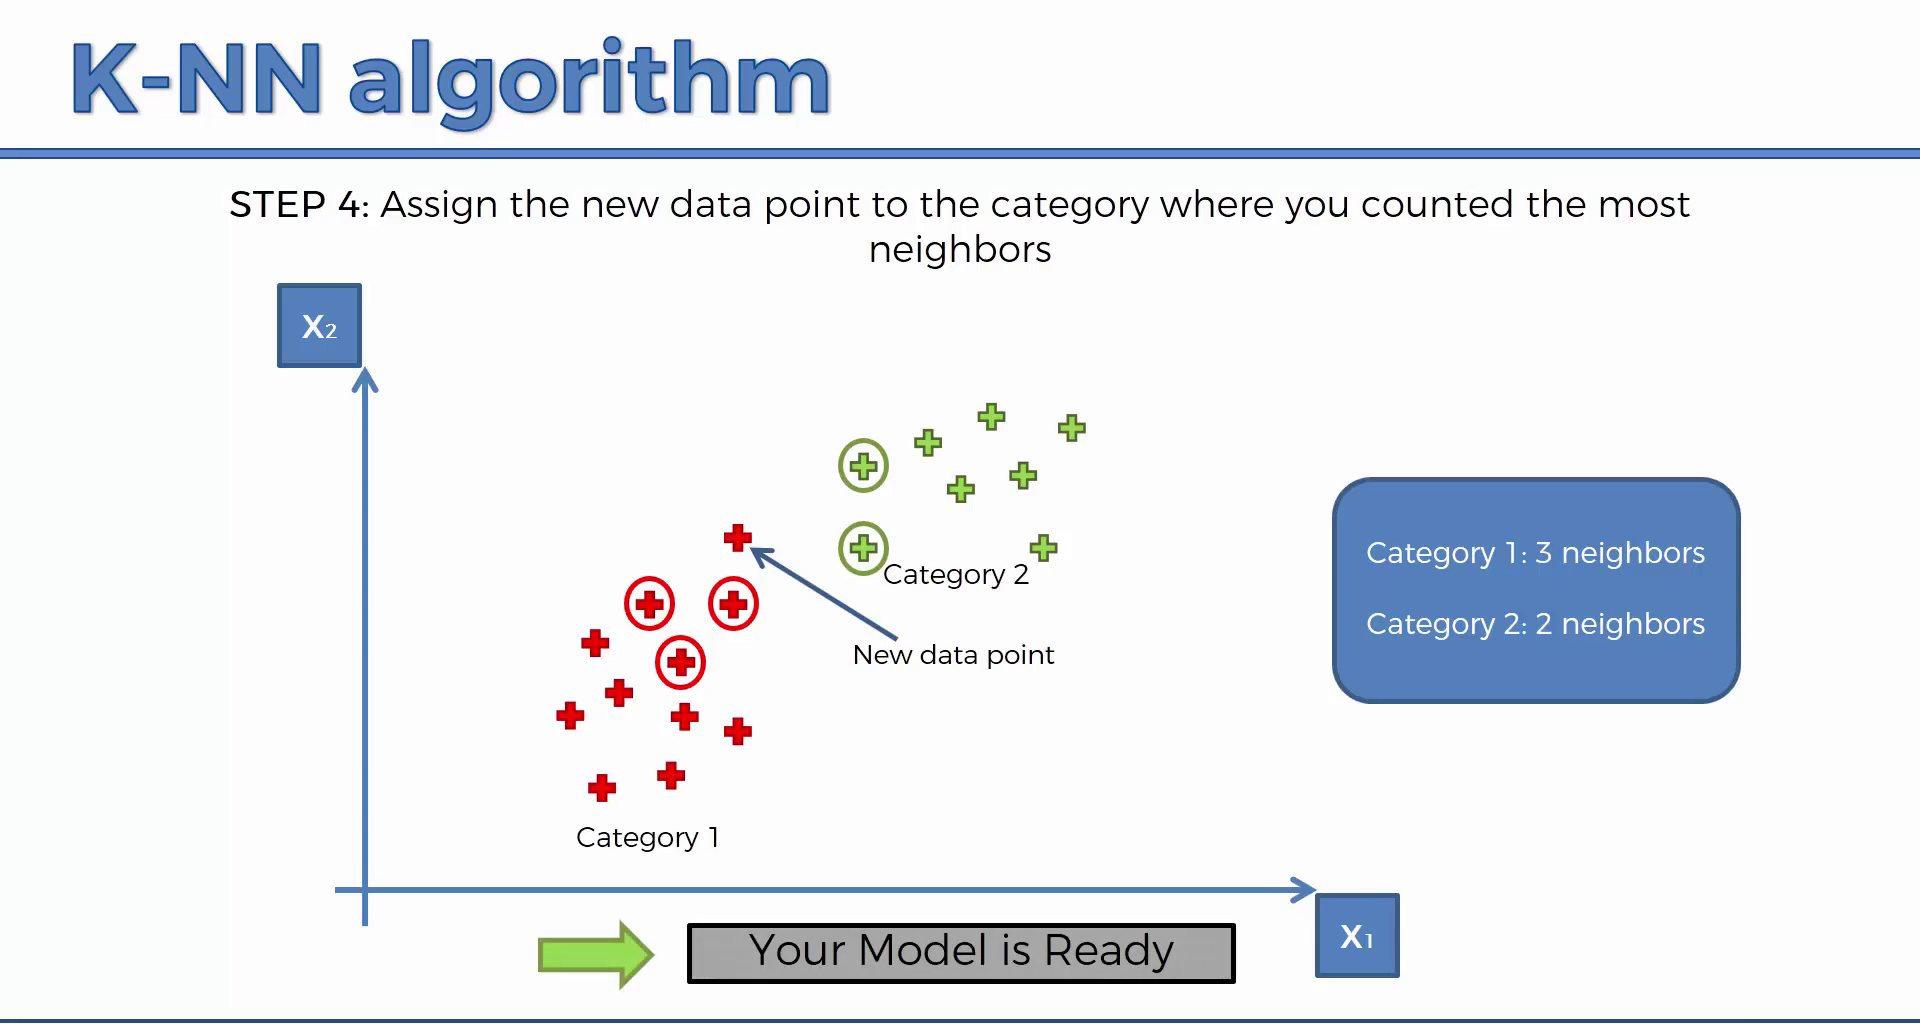 K-NN algorithm
STEP 4: Assign the new data point to the category where you counted the most
neighbors
X2
Category 2
Category 1: 3 neighbors
Category 2: 2 neighbors
New data point
Category 1
Your Model is Ready
X1